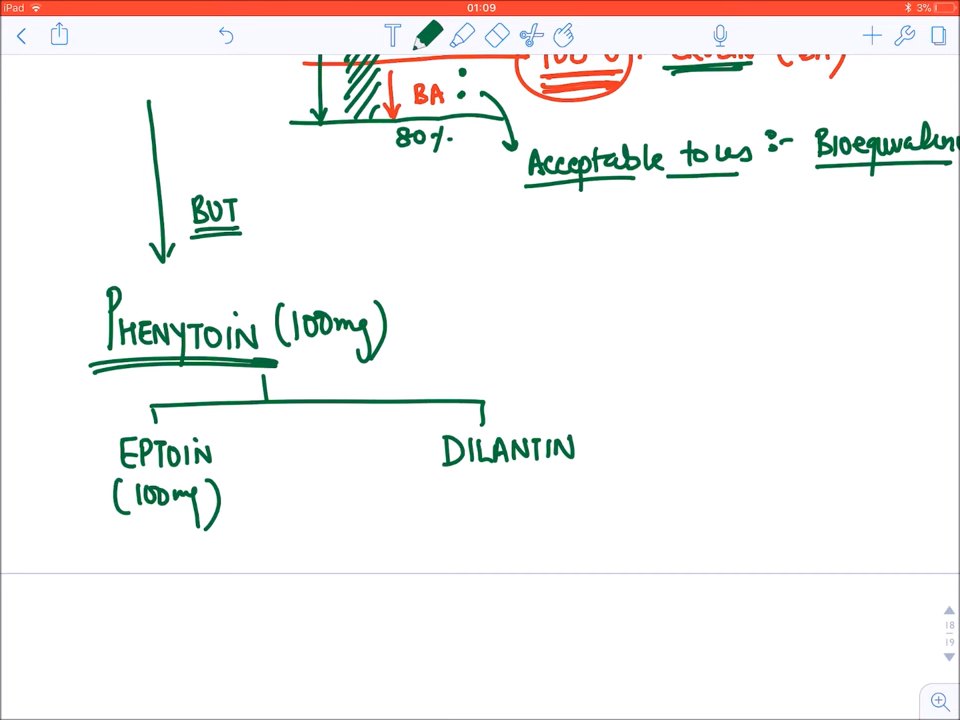 iPad
01:09
3%
T
BA :
80%
Acceptable to us :-
BUT
PHENYTOIN (100mg)
EPTOIN
DILANTIN
(100mg)
18
19